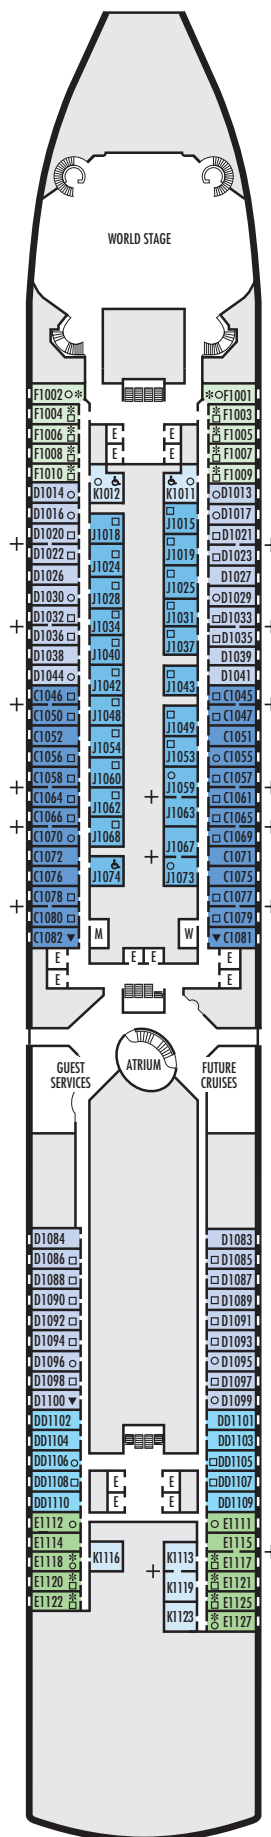 WORLD STAGE
F1002
F1001
F1004
F1003
E
E
F1006
F1005
E
E
F1008
F1007
F1010
F1009
K1012
K1011
D1014
D1013
D1016
D1017
J1018
J1015
D1020
D1021
D1022
J1024
J1019
D1023
D1026
J1028
J1025
D1027
D1030
D1029
D1032
J1034
J1031
D1033
D1036
J1040
J1037
D1035
D1038
D1039
D1044
J1042
J1043
D1041
C1046
C1045
C1050
J1048
C1047
C1052
J1054
J1049
C1051
C1056
J1053
C1055
C1058
J1060
J1059
C1057
C1064
J1062
C1061
C1066
J1063
C1065
C1070
J1068
C1069
C1072
J1067
C1071
C1076
J1074
J1073
C1075
C1078
C1077
C1080
C1079
C1082
M
W
C1081
E
E
E
E
E
E
GUEST
SERVICES
ATRIUM
FUTURE
CRUISES
D1084
D1083
D1086
D1085
D1088
D1087
D1090
D1089
D1092
D1091
D1094
D1093
D1096
D1095
D1098
D1097
D1100
D1099
DD1102
DD1101
DD1104
DD1103
DD1106
DD1105
DD1108
E
E
DD1107
DD1110
E
E
DD1109
E1112
E1111
E1114
E1115
E1118
K1116
K1113
E1117
E1120
K1119
E1121
E1122
K1123
E1125
E1127